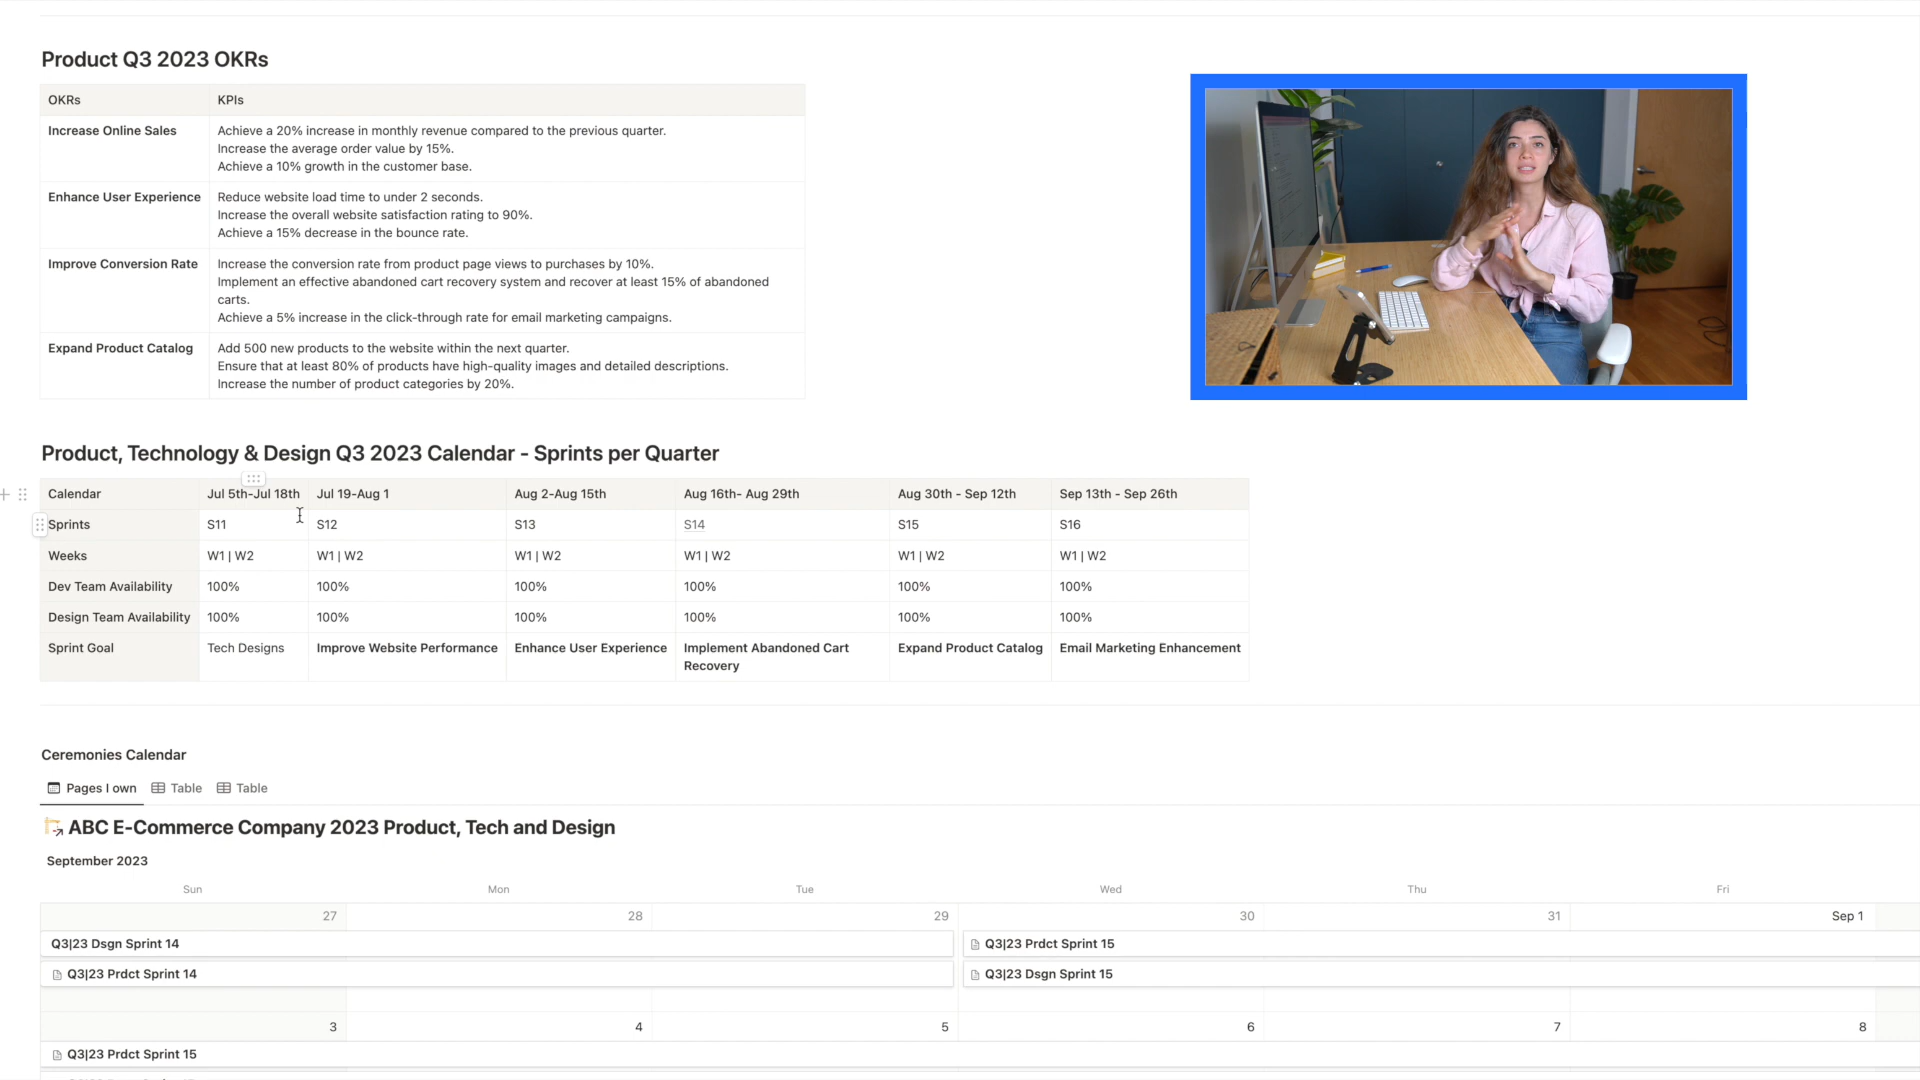 Product Q3 2023 OKRs
OKRs KPIs
Increase Online Sales Achieve a 20% increase in monthly revenue compared to the previous quarter.
Increase the average order value by 15%.
Achieve a 10% growth in the customer base.
Enhance User Experience Reduce website load time to under 2 seconds.
Increase the overall website satisfaction rating to 90%.
Achieve a 15% decrease in the bounce rate.
Improve Conversion Rate Increase the conversion rate from product page views to purchases by 10%.
Implement an effective abandoned cart recovery system and recover at least 15% of abandoned
carts.
Achieve a 5% increase in the click-through rate for email marketing campaigns.
Expand Product Catalog Add 500 new products to the website within the next quarter.
Ensure that at least 80% of products have high-quality images and detailed descriptions.
Increase the number of product categories by 20%.
Product, Technology & Design Q3 2023 Calendar - Sprints per Quarter
Calendar Jul 5th-Jul 18th Jul 19-Aug 1 Aug 2-Aug 15th Aug 16th- Aug 29th Aug 30th - Sep 12th Sep 13th - Sep 26th
Sprints S11 S12 S13 S14 S15 S16
Weeks W1 | W2 W1 | W2 W1 | W2 W1 | W2 W1 | W2 W1 | W2
Dev Team Availability 100% 100% 100% 100% 100% 100%
Design Team Availability 100% 100% 100% 100% 100% 100%
Sprint Goal Tech Designs Improve Website Performance Enhance User Experience Implement Abandoned Cart Expand Product Catalog Email Marketing Enhancement
Recovery
Ceremonies Calendar
Pages I own Table Table
ABC E-Commerce Company 2023 Product, Tech and Design
September 2023
Sun Mon Tue Wed Thu Fri
27 28 29 30 31 Sep 1
Q3|23 Dsgn Sprint 14 Q3|23 Prdct Sprint 15
Q3|23 Prdct Sprint 14 Q3|23 Dsgn Sprint 15
3 4 5 6 7 8
Q3|23 Prdct Sprint 15